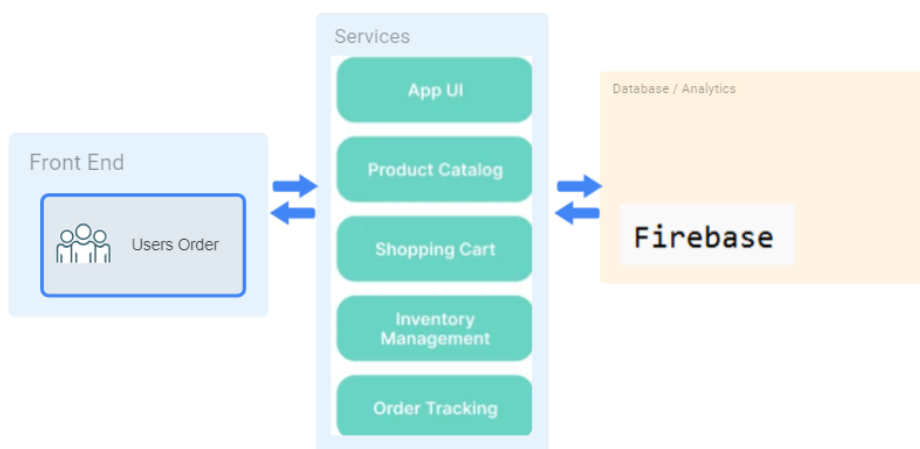 Services
App UI
Product Catalog
Shopping Cart
Inventory
Management
Order Tracking
Front End
Users Order
Database / Analytics
Firebase